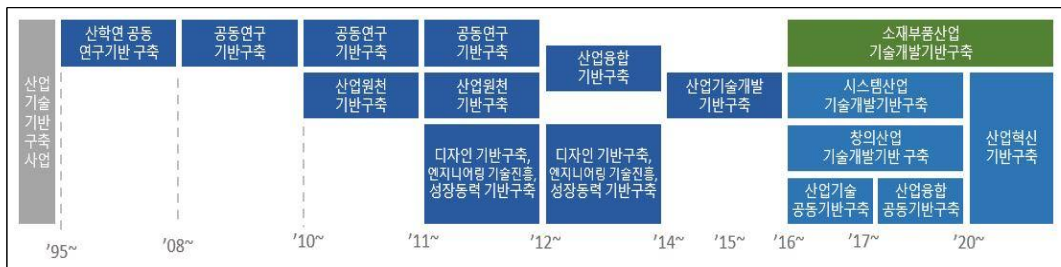 산업
기술
기반
구축
사업
산학연 공동
연구기반 구축
공동연구
기반구축
공동연구
기반구축
산업원천
기반구축
공동연구
기반구축
산업원천
기반구축
디자인 기반구축,
엔지니어링 기술진흥,
성장동력 기반구축
산업융합
기반구축
디자인 기반구축,
엔지니어링 기술진흥,
성장동력 기반구축
산업기술개발
기반구축
소재부품산업
기술개발기반구축
시스템산업
기술개발기반구축
창의산업
기술개발기반 구축
산업기술
공동기반구축
산업융합
공동기반구축
산업혁신
기반구축
’95~
’08~
’10~
’11~
’12~
’14~
’15~
’16~
’17~
’20~